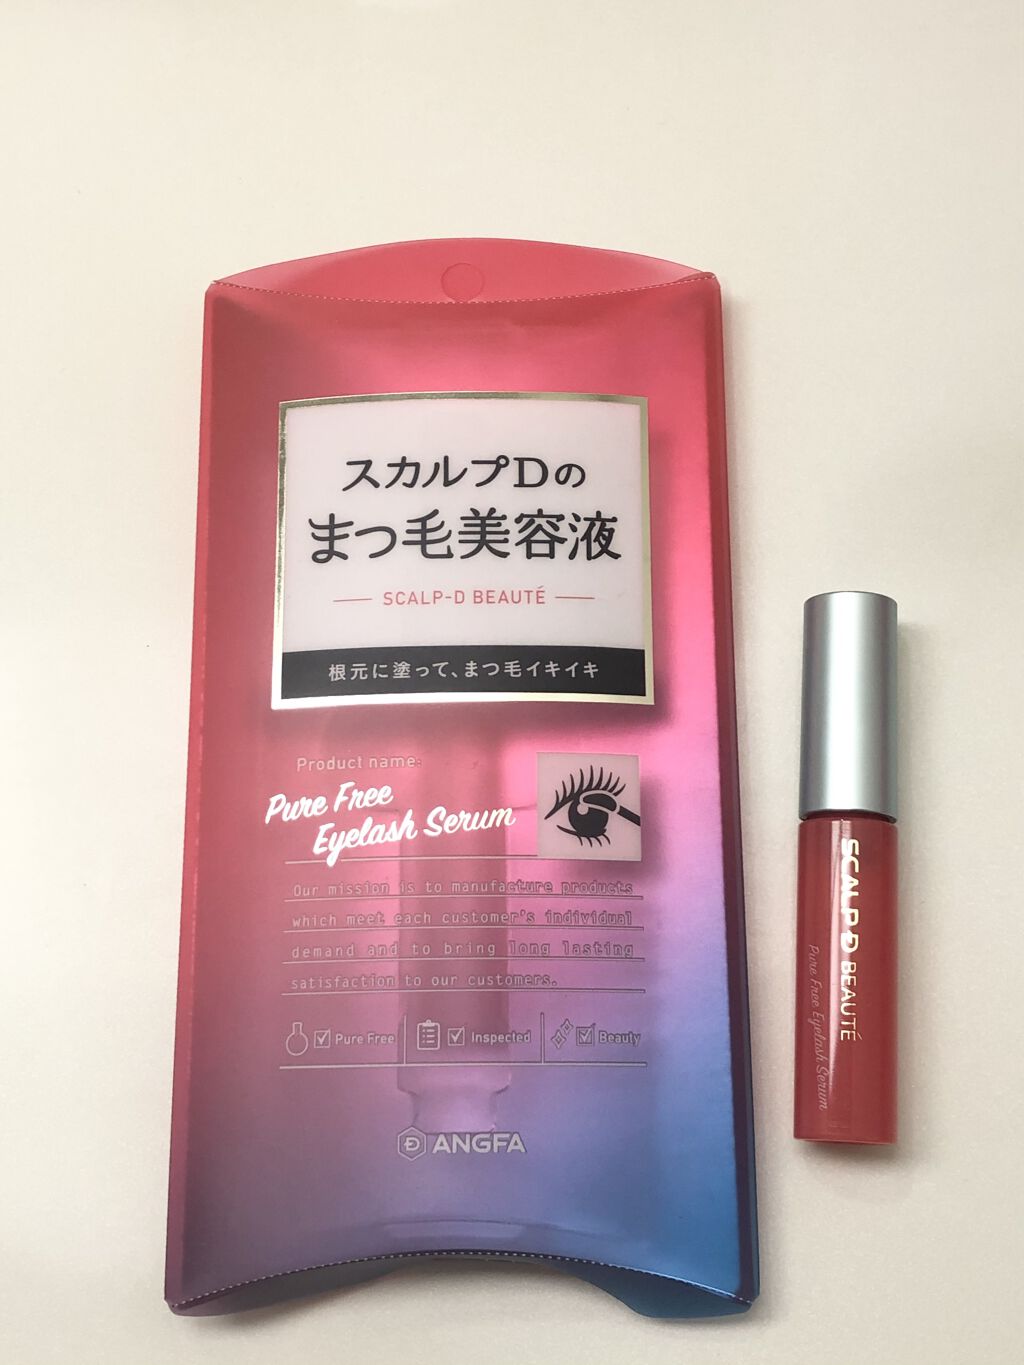 スカルプDの
まつ毛美容液
SCALP-D BEAUTÉ
根元に塗って、まつ毛イキイキ
Product name:
Pure Free
Eyelash Serum
Our mission is to manufacture products
which meet each customer's individual
demand and to bring long lasting
satisfaction to our customers.
Pure Free
Inspected
Beauty
ANGFA
SCALP-D BEAUTÉ
Pure Free Eyelash Serum